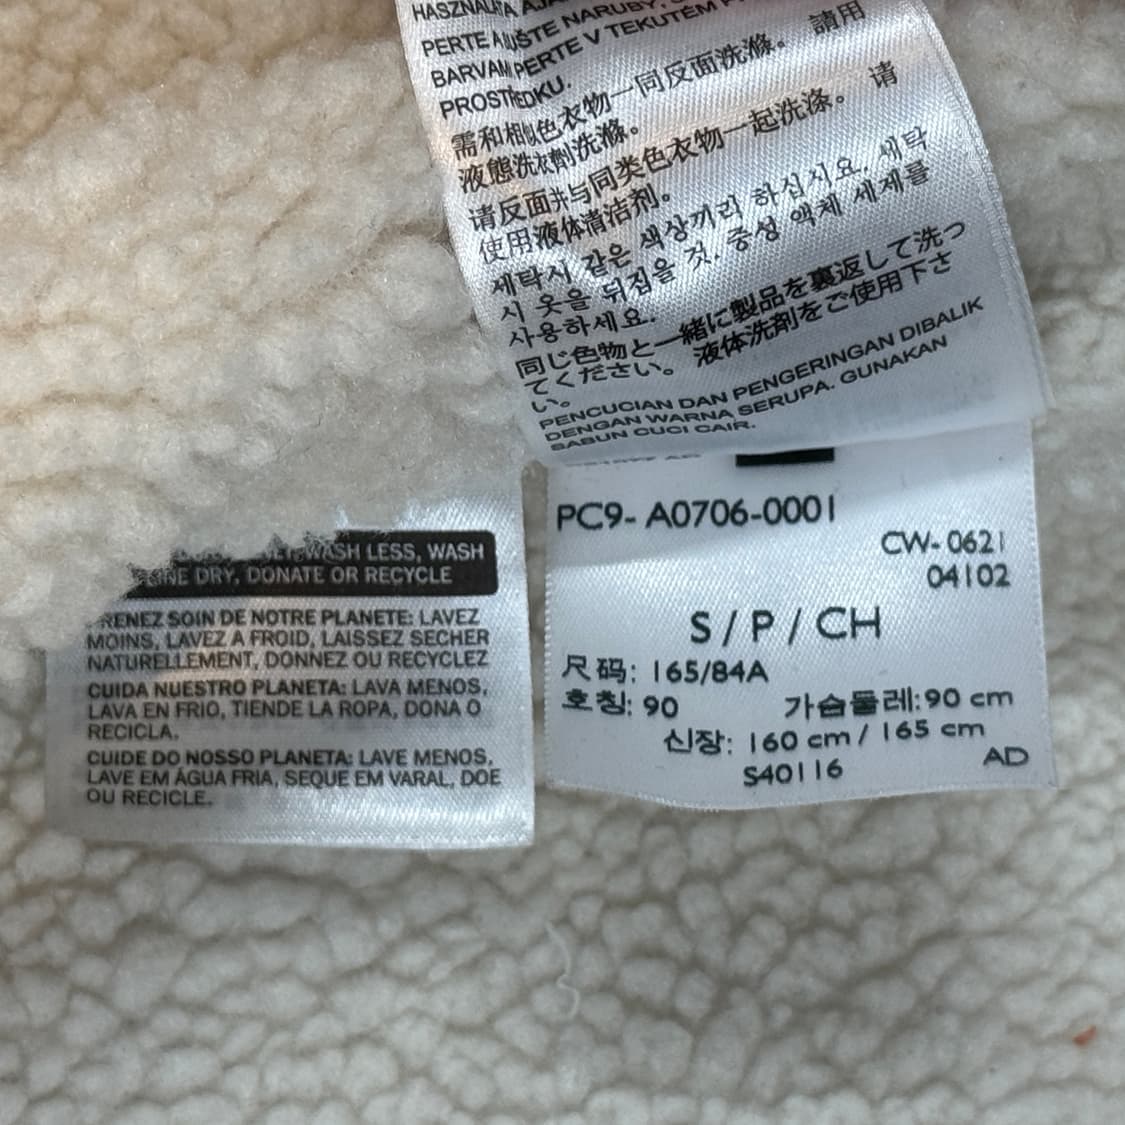 HASZNÁLATA AJÁ
PERTE A SUŠTE NARUBY, S
BARVAMI PERTE V TEKUTÉM P
PROSTŘEDKU.
需和相似色衣物一同反面洗滌。 請用
液態洗衣劑洗滌。
请反面并与同类色衣物一起洗涤。 请
使用液体清洁剂。
세탁시 같은 색상끼리 하십시요. 세탁
시 옷을 뒤집을 것. 중성 액체 세제를
사용하세요.
同じ色物と一緒に製品を裏返して洗っ
てください。 液体洗剤をご使用下さ
い。
PENCUCIAN DAN PENGERINGAN DIBALIK
DENGAN WARNA SERUPA. GUNAKAN
SABUN CUCI CAIR.
PC9- A0706-0001
CW- 0621
04102
S / P / CH
尺码: 165/84A
호칭: 90 가슴둘레: 90 cm
신장: 160 cm / 165 cm
S40116
AD
WASH LESS, WASH
LINE DRY, DONATE OR RECYCLE
PRENEZ SOIN DE NOTRE PLANETE: LAVEZ
MOINS, LAVEZ A FROID, LAISSEZ SECHER
NATURELLEMENT, DONNEZ OU RECYCLEZ
CUIDA NUESTRO PLANETA: LAVA MENOS,
LAVA EN FRIO, TIENDE LA ROPA, DONA O
RECICLA.
CUIDE DO NOSSO PLANETA: LAVE MENOS,
LAVE EM ÁGUA FRIA, SEQUE EM VARAL, DOE
OU RECICLE.